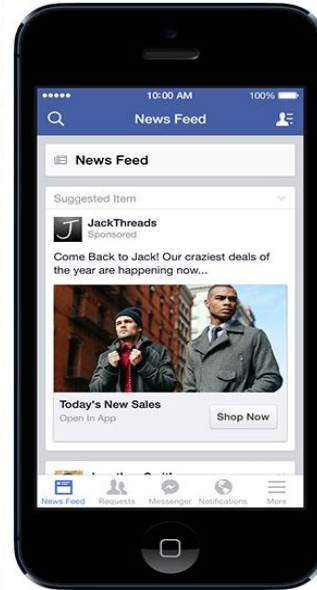 10:00 AM
100%
News Feed
News Feed
Suggested Item
JackThreads
Sponsored
Come Back to Jack! Our craziest deals of
the year are happening now...
Today's New Sales
Open In App
Shop Now
News Feed
Requests
Messenger
Notifications
More